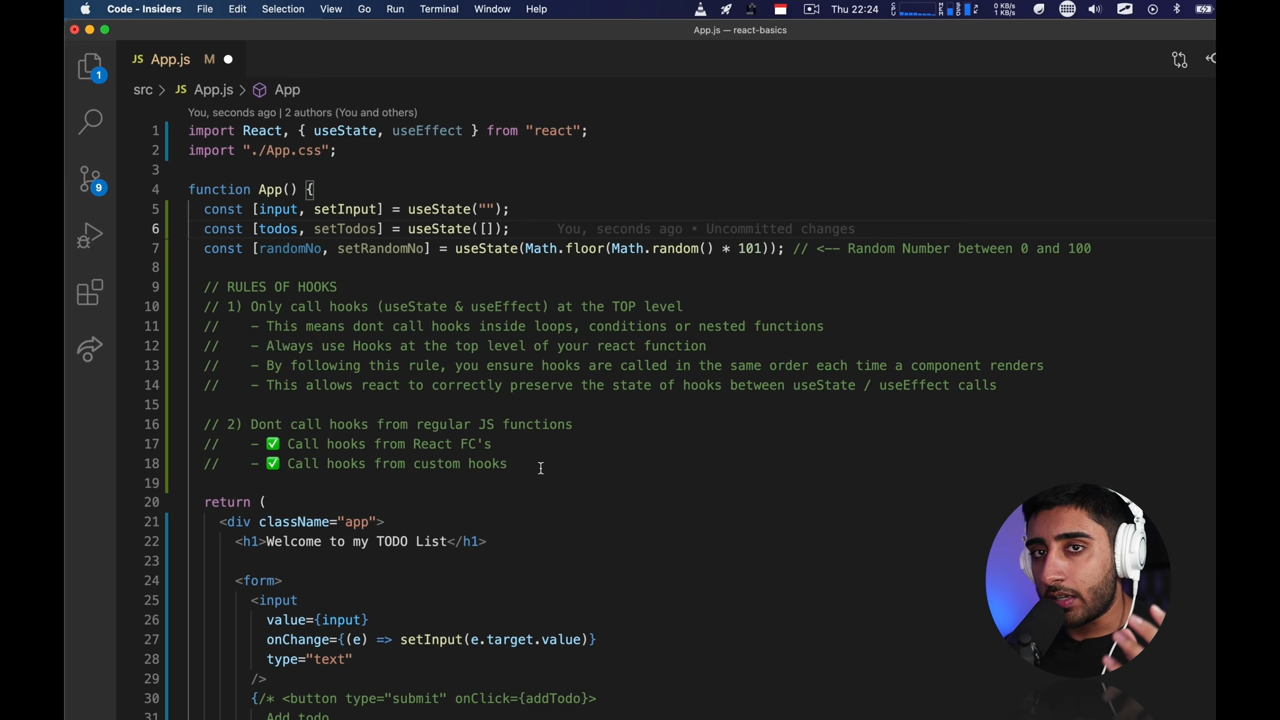 Code - Insiders File Edit Selection View Run Terminal Window Help Thu 22:24 0 KB/s 1 KB/s
App.js — react-basics
JS App.js M
src > JS App.js > App
You, seconds ago | 2 authors (You and others)
1 import React, { useState, useEffect } from "react";
2 import "./App.css";
3
4 function App() {
5 const [input, setInput] = useState("");
6 const [todos, setTodos] = useState([]); You, seconds ago • Uncommitted changes
7 const [randomNo, setRandomNo] = useState(Math.floor(Math.random() * 101)); // <-- Random Number between 0 and 100
8
9 // RULES OF HOOKS
10 // 1) Only call hooks (useState & useEffect) at the TOP level
11 // - This means dont call hooks inside loops, conditions or nested functions
12 // - Always use Hooks at the top level of your react function
13 // - By following this rule, you ensure hooks are called in the same order each time a component renders
14 // - This allows react to correctly preserve the state of hooks between useState / useEffect calls
15
16 // 2) Dont call hooks from regular JS functions
17 // - ✅ Call hooks from React FC's
18 // - ✅ Call hooks from custom hooks
19
20 return (
21 <div className="app">
22 <h1>Welcome to my TODO List</h1>
23
24 <form>
25 <input
26 value={input}
27 onChange={(e) => setInput(e.target.value)}
28 type="text"
29 />
30 {/* <button type="submit" onClick={addTodo}>
31 Add todo
1
9